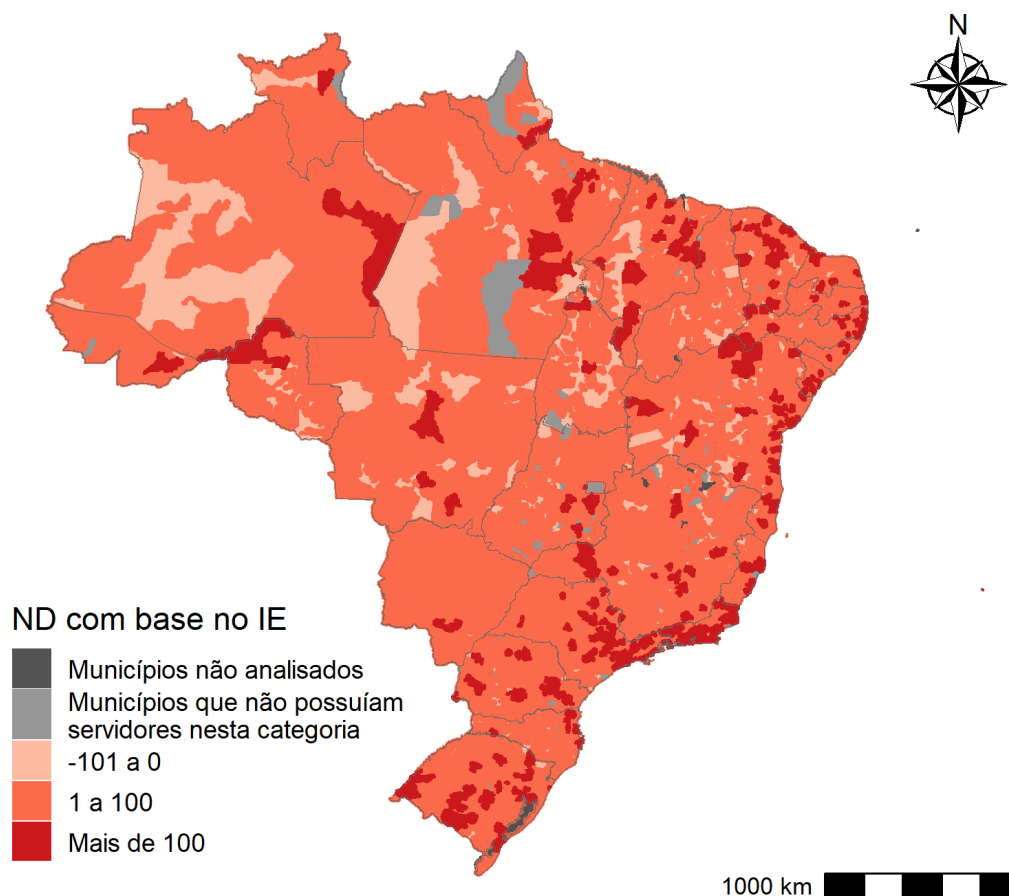 N
ND com base no IE
Municípios não analisados
Municípios que não possuíam
servidores nesta categoria
-101 a 0
1 a 100
Mais de 100
1000 km